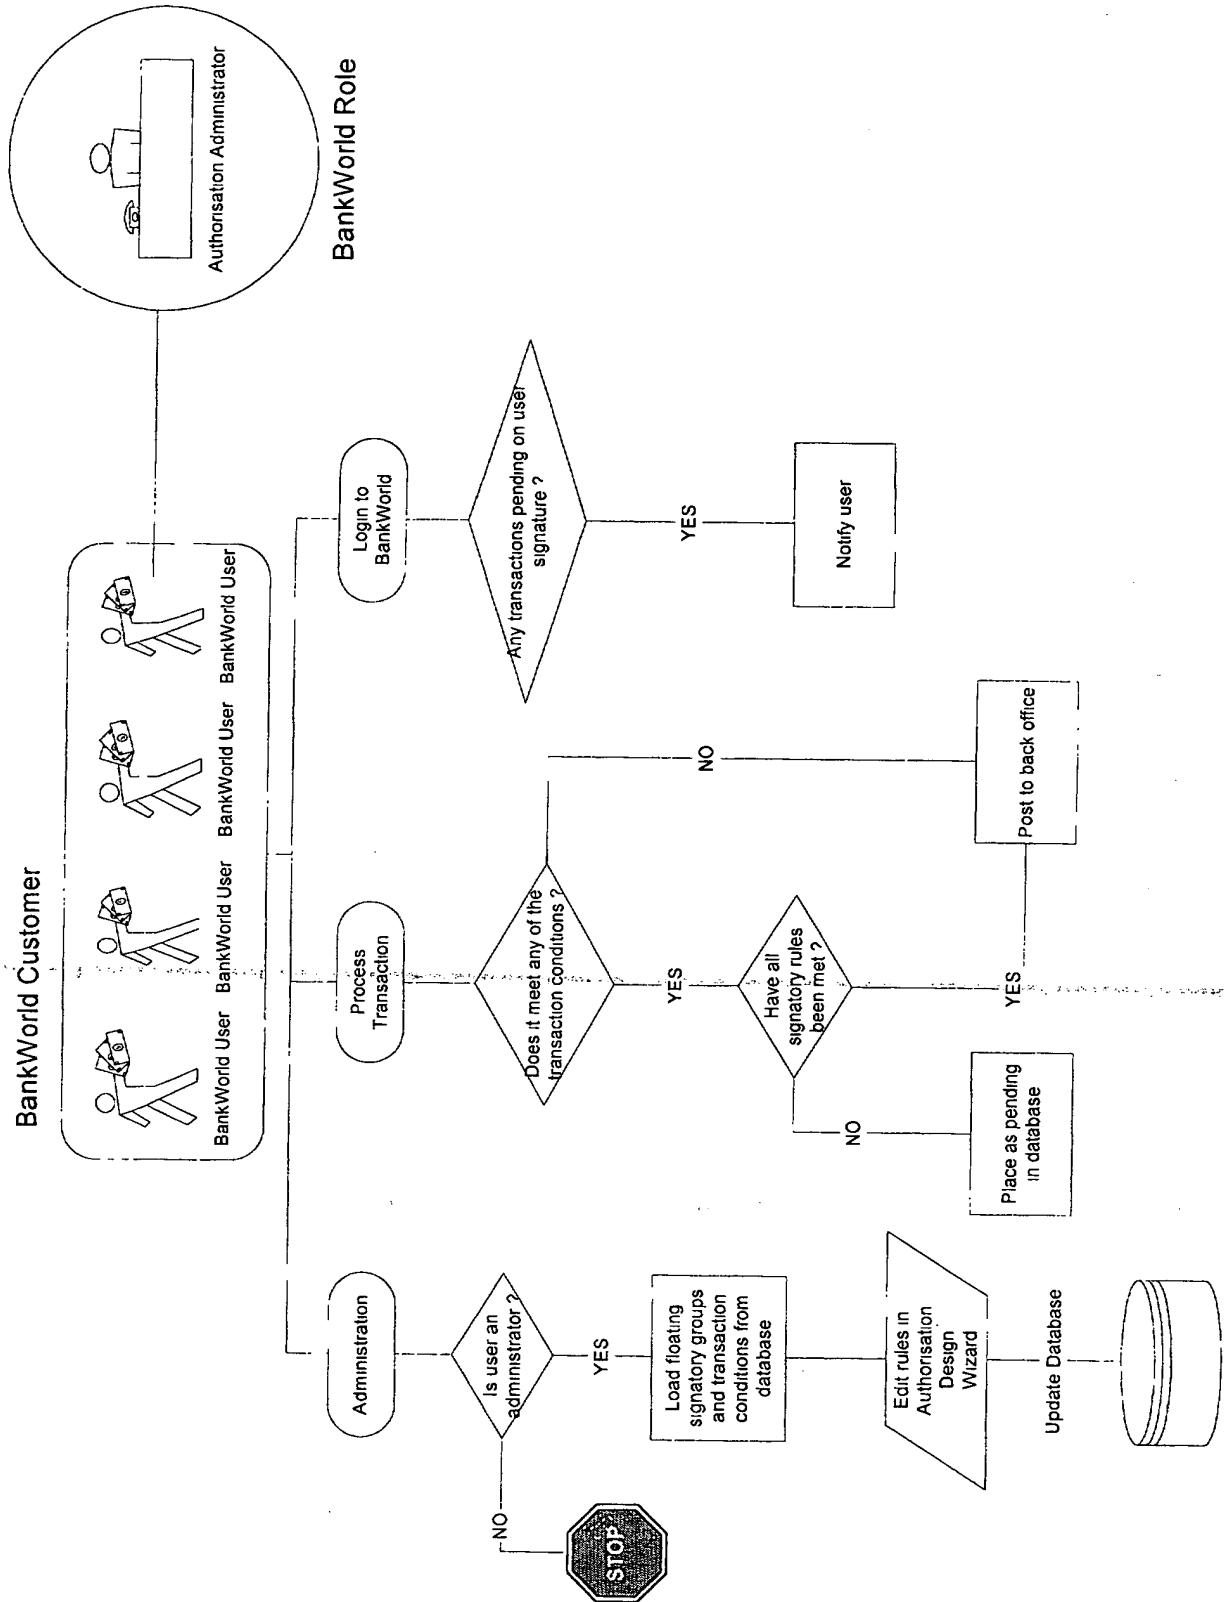 BankWorld Customer
BankWorld User
BankWorld User
BankWorld User
BankWorld User
Authorisation Administrator
BankWorld Role
Administration
Is user an
administrator ?
NO
STOP
YES
Load floating
signatory groups
and transaction
conditions from
database
Edit rules in
Authorisation
Design
Wizard
Update Database
Process
Transaction
Does it meet any of the
transaction conditions ?
NO
YES
Have all
signatory rules
been met ?
NO
YES
Place as pending
in database
Post to back office
Login to
BankWorld
Any transactions pending on user
signature ?
YES
Notify user